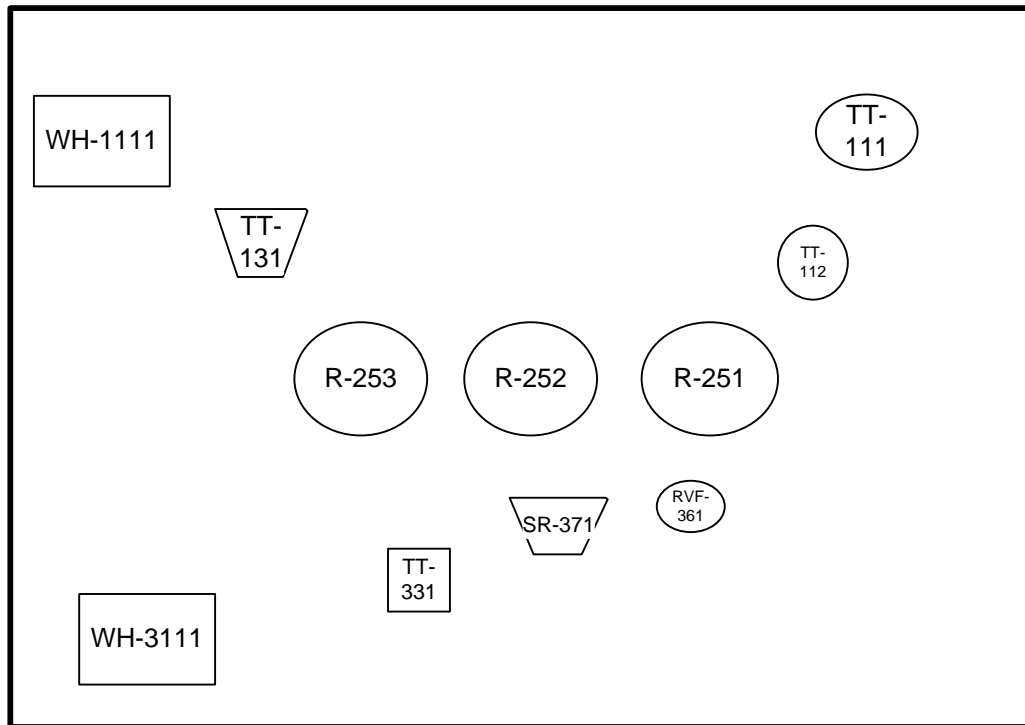 WH-1111
TT-
111
TT-
131
TT-
112
R-253
R-252
R-251
RVF-
361
SR-371
TT-
331
WH-3111